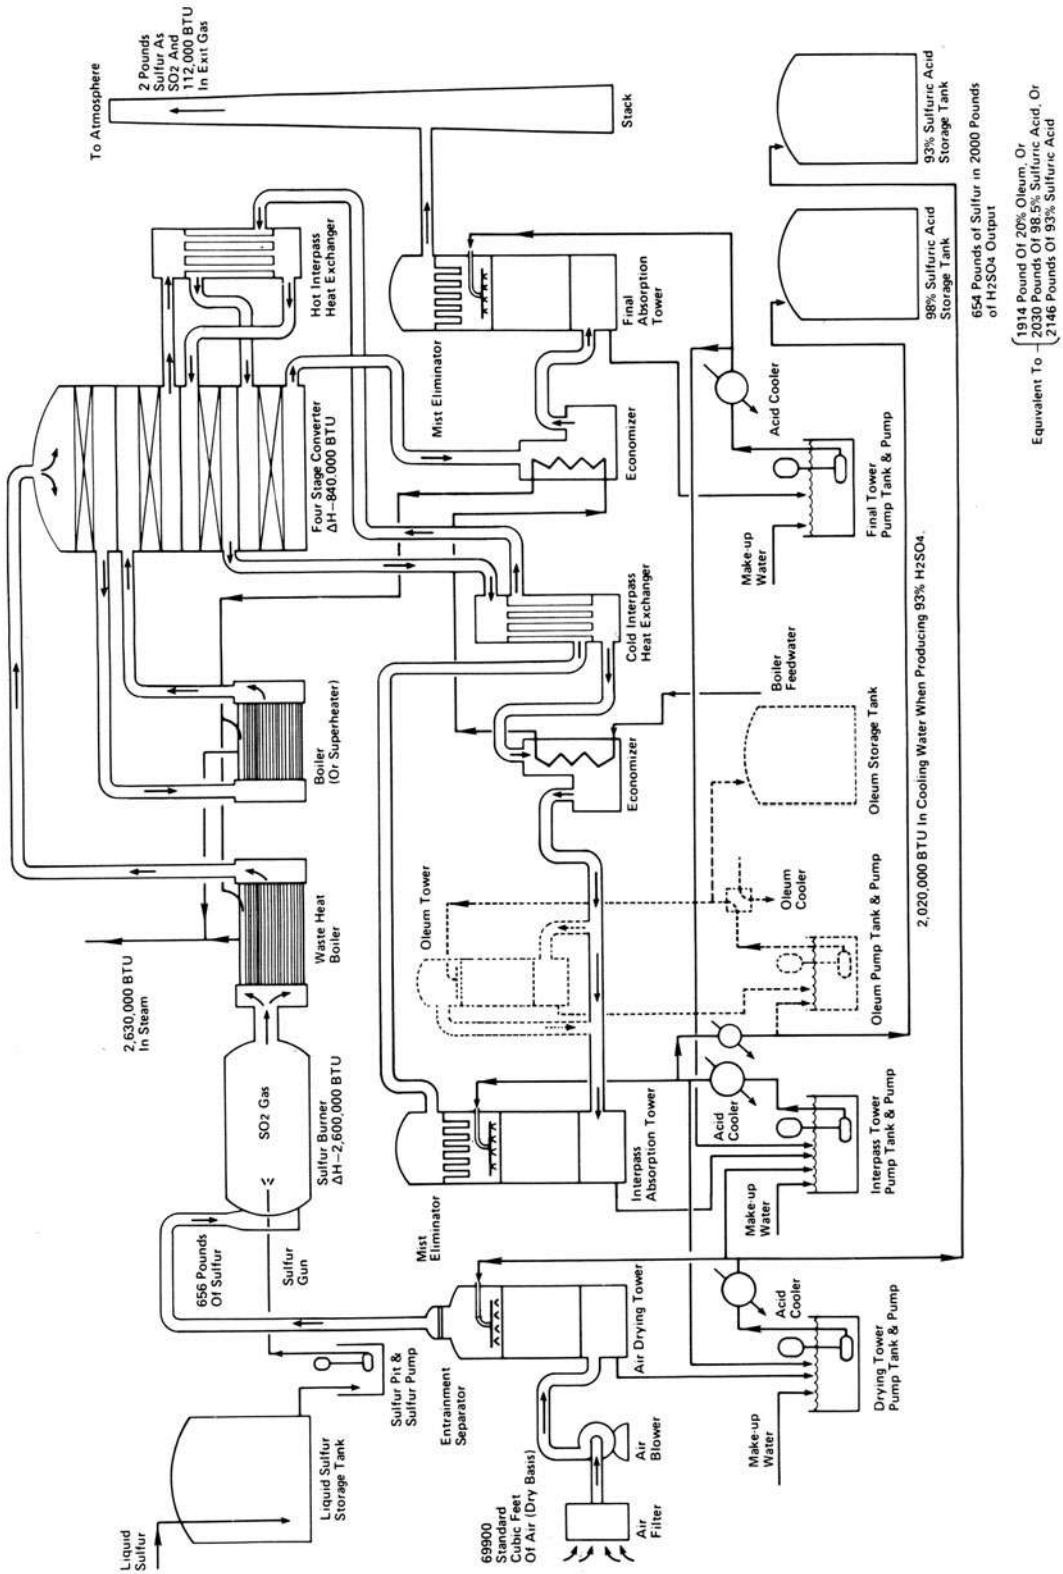 To Atmosphere
2 Pounds
Sulfur As
SO2 And
112,000 BTU
In Exit Gas
Stack
Hot Interpass
Heat Exchanger
Four Stage Converter
ΔH–840,000 BTU
Boiler
(Or Superheater)
Waste Heat
Boiler
2,630,000 BTU
In Steam
SO2 Gas
Sulfur Burner
ΔH–2,600,000 BTU
656 Pounds
Of Sulfur
Sulfur
Gun
Liquid
Sulfur
Liquid Sulfur
Storage Tank
Sulfur Pit &
Sulfur Pump
Mist Eliminator
Final
Absorption
Tower
Economizer
Cold Interpass
Heat Exchanger
Economizer
Boiler
Feedwater
Oleum Tower
Mist
Eliminator
Interpass
Absorption Tower
Entrainment
Separator
Air Drying Tower
69900
Standard
Cubic Feet
Of Air (Dry Basis)
Air
Filter
Air
Blower
93% Sulfuric Acid
Storage Tank
98% Sulfuric Acid
Storage Tank
Acid Cooler
Make-up
Water
Final Tower
Pump Tank & Pump
Oleum Storage Tank
Oleum
Cooler
Oleum Pump Tank & Pump
Acid
Cooler
Make-up
Water
Interpass Tower
Pump Tank & Pump
Acid
Cooler
Make-up
Water
Drying Tower
Pump Tank & Pump
2,020,000 BTU In Cooling Water When Producing 93% H2SO4.
654 Pounds of Sulfur in 2000 Pounds
of H2SO4 Output
Equivalent To
1914 Pound Of 20% Oleum, Or
2030 Pounds Of 98.5% Sulfuric Acid, Or
2146 Pounds Of 93% Sulfuric Acid